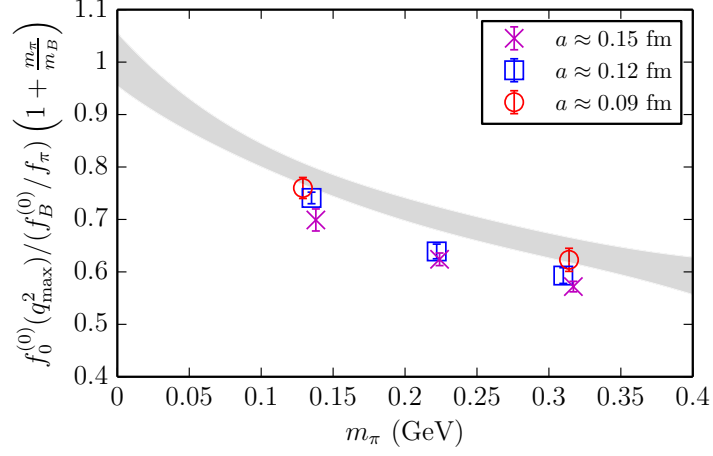 f_0^{(0)}(q^2_{max})/(f_B^{(0)}/f_π) (1 + \frac{m_π}{m_B})
1.1
1
0.9
0.8
0.7
0.6
0.5
0.4
a ≈ 0.15 fm
a ≈ 0.12 fm
a ≈ 0.09 fm
0 0.05 0.1 0.15 0.2 0.25 0.3 0.35 0.4
m_π (GeV)